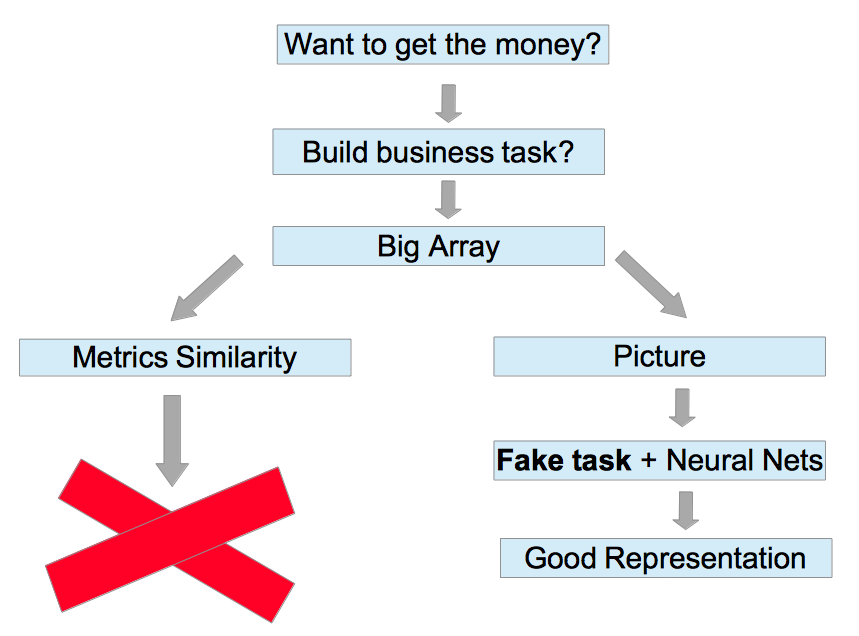 Want to get the money?
Build business task?
Big Array
Metrics Similarity
Picture
Fake task + Neural Nets
Good Representation